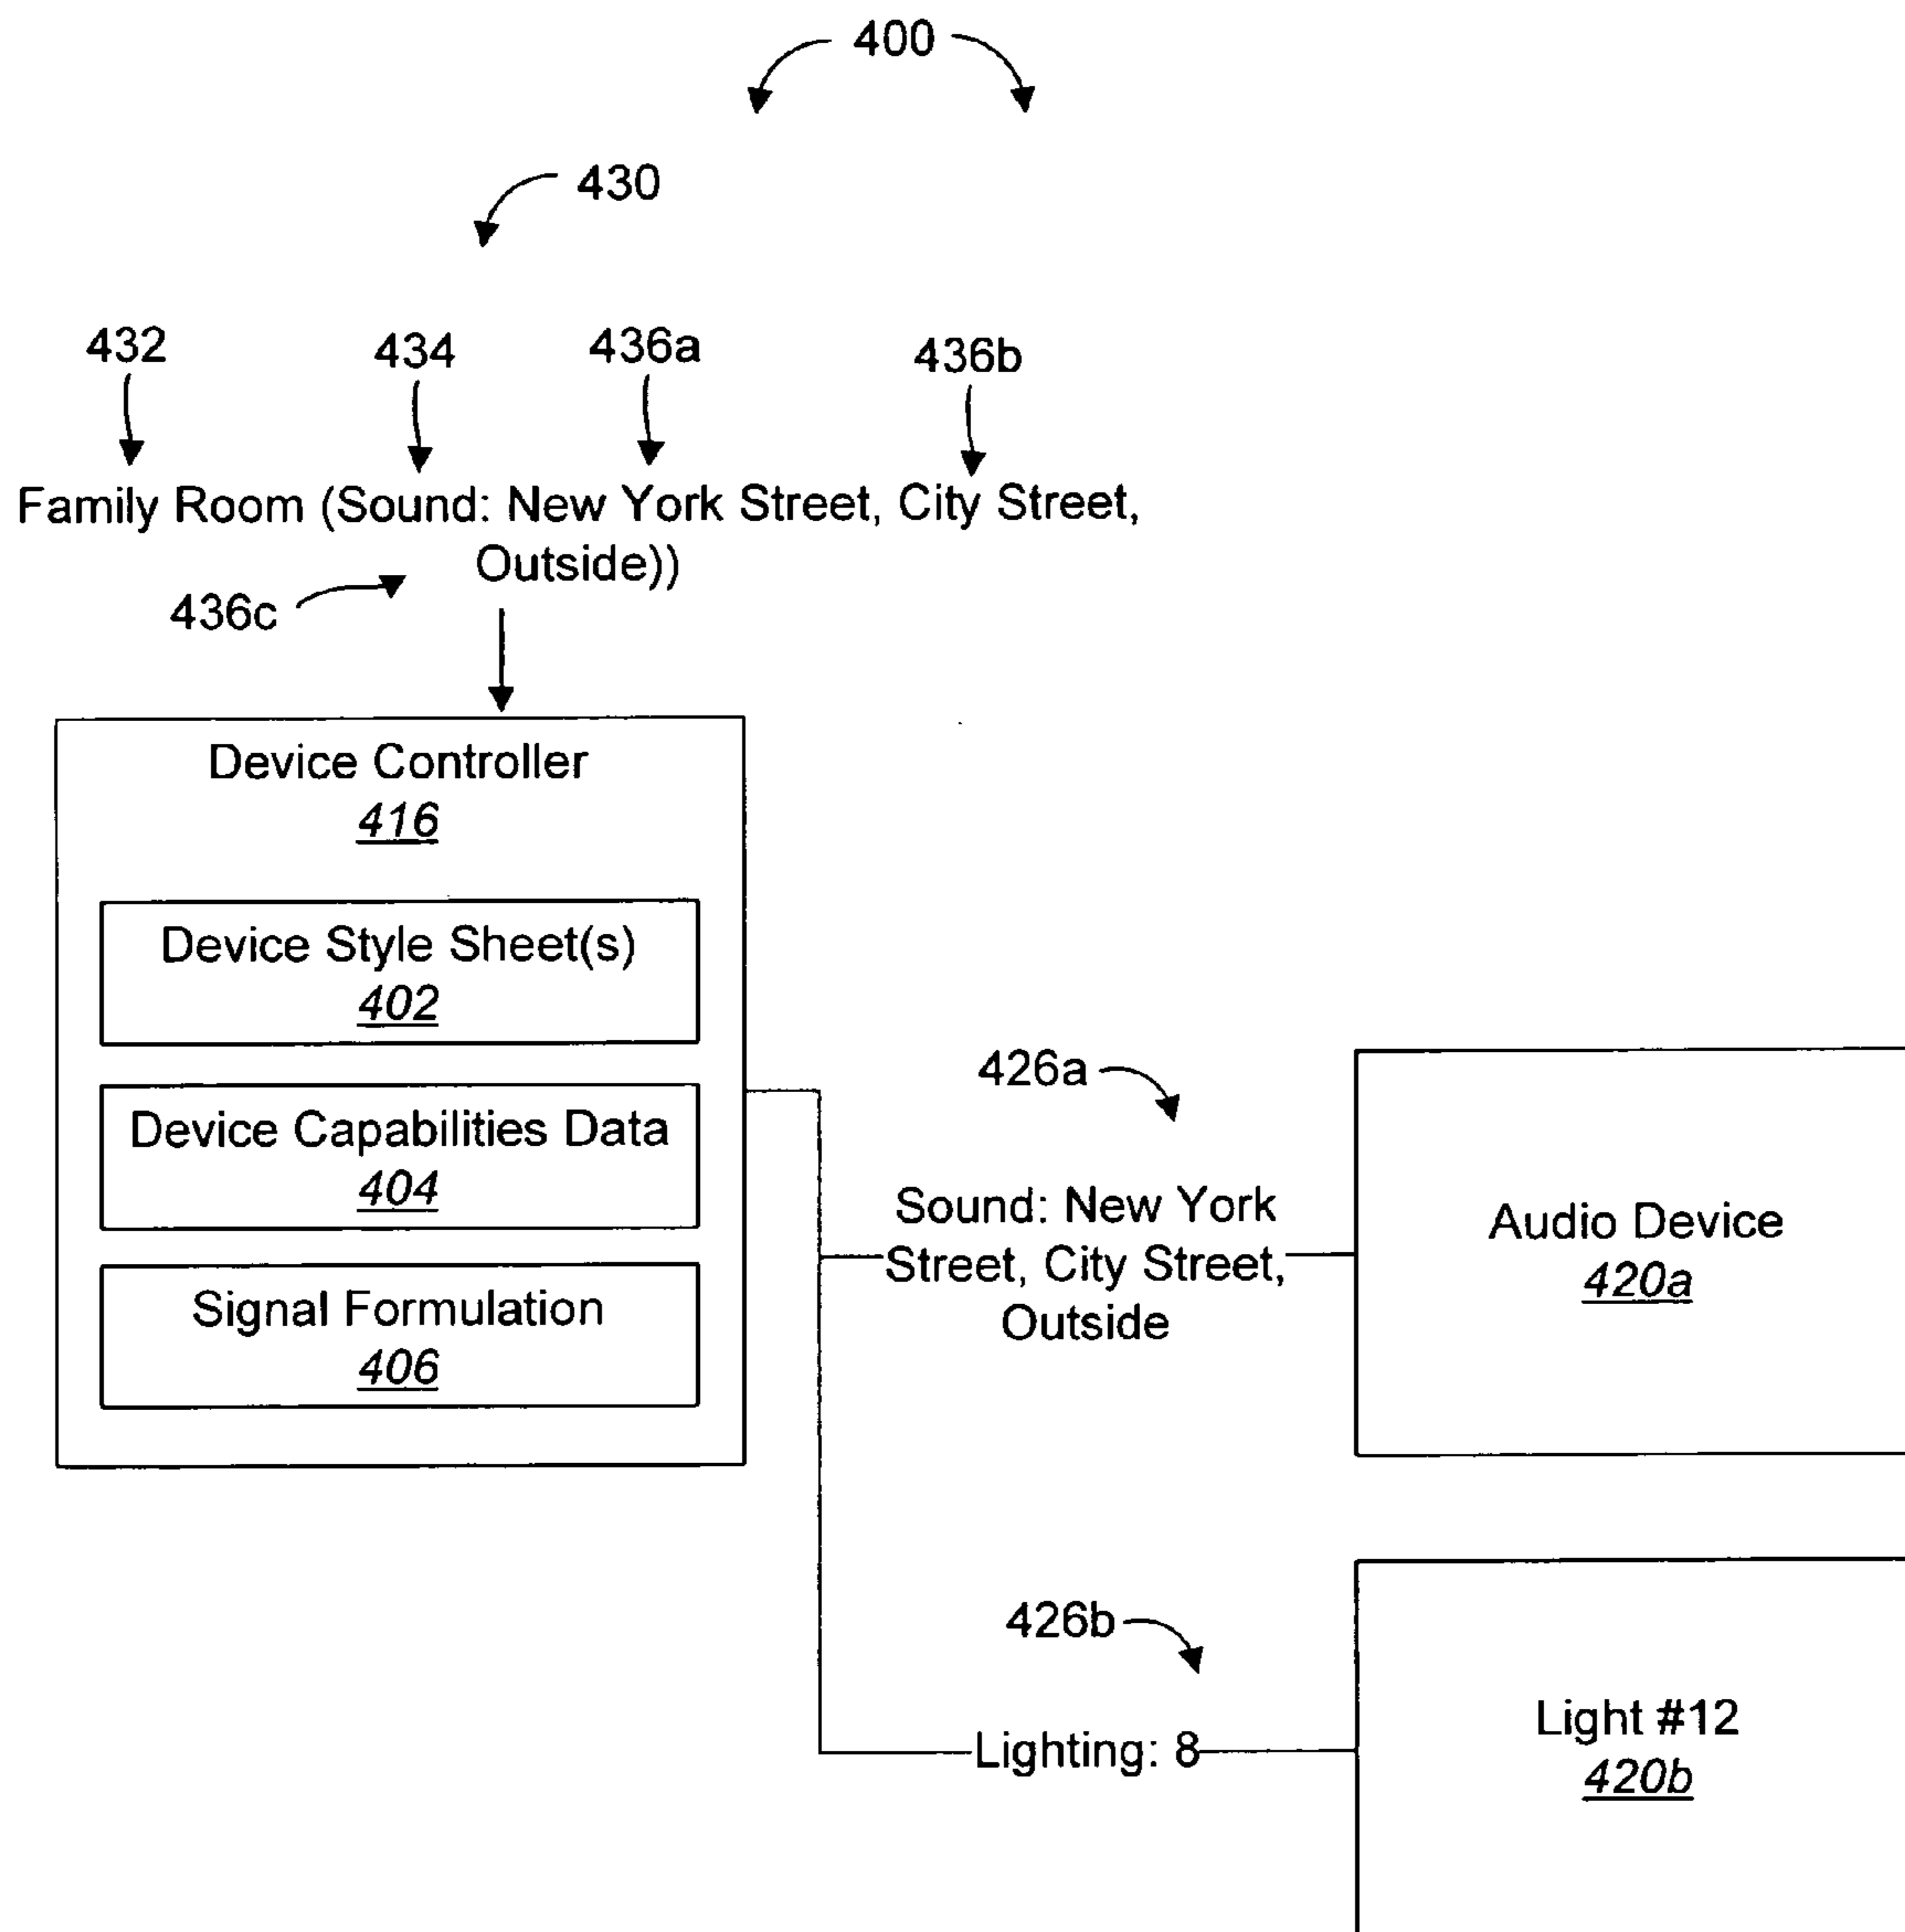 400
430
432
434
436a
436b
Family Room (Sound: New York Street, City Street,
Outside))
436c
Device Controller
416
Device Style Sheet(s)
402
Device Capabilities Data
404
Signal Formulation
406
426a
Sound: New York
Street, City Street,
Outside
Audio Device
420a
426b
Lighting: 8
Light #12
420b